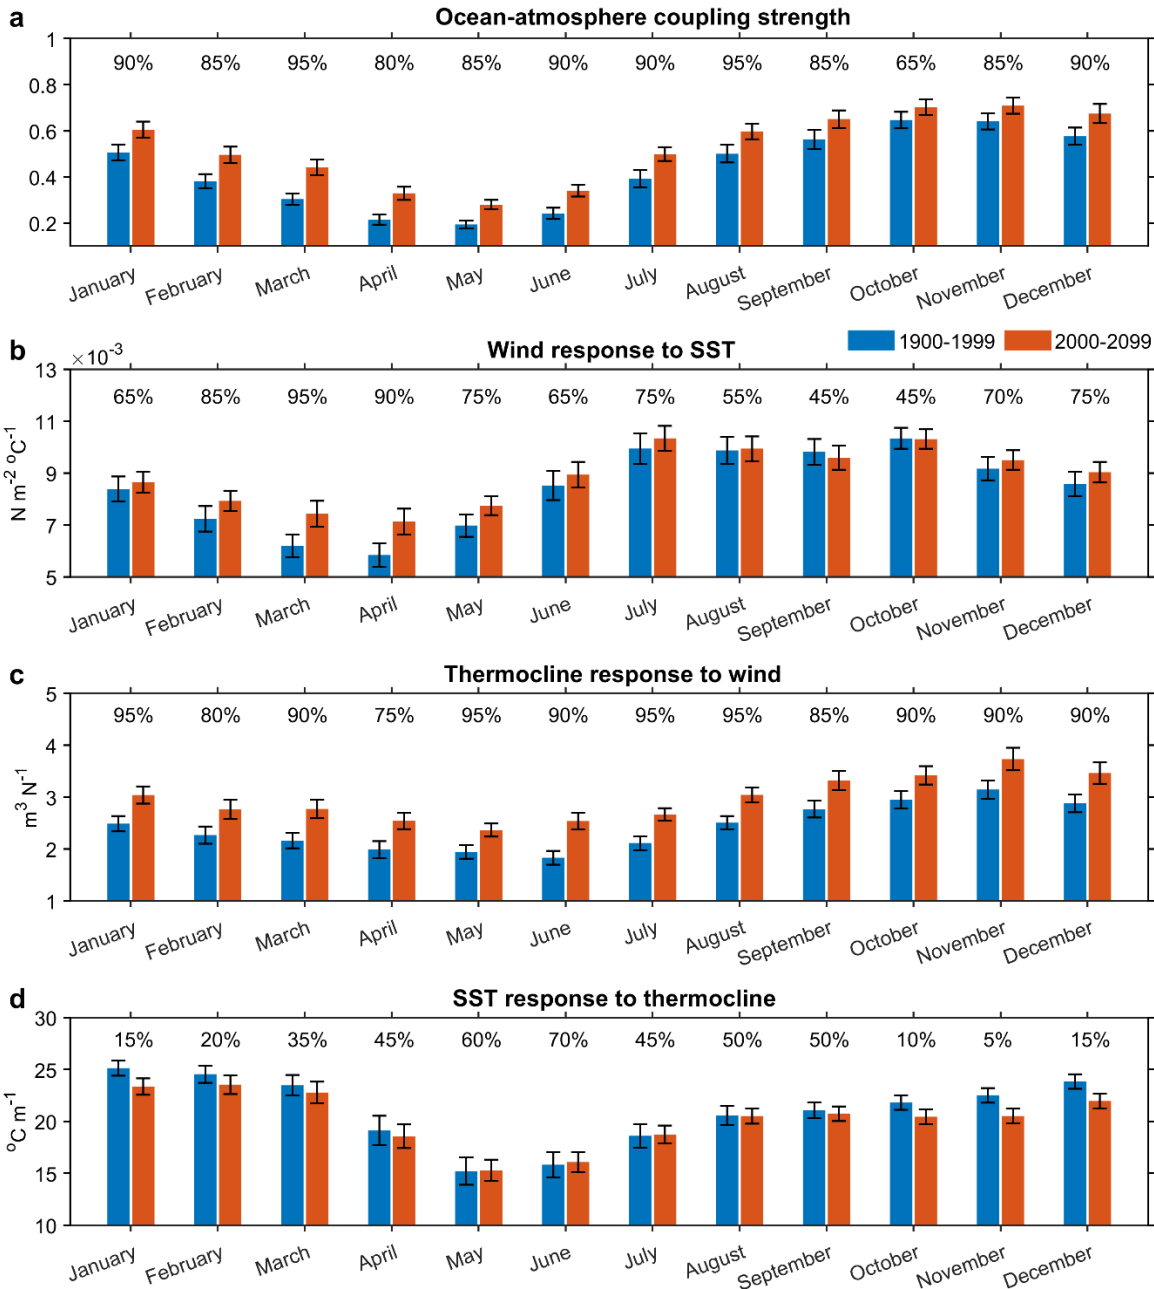 a
Ocean-atmosphere coupling strength
1
0.8
0.6
0.4
0.2
90% 85% 95% 80% 85% 90% 90% 95% 85% 65% 85% 90%
January February March April May June July August September October November December
1900-1999 2000-2099
b
×10-3
Wind response to SST
N m-2 oC-1
13
11
9
7
5
65% 85% 95% 90% 75% 65% 75% 55% 45% 45% 70% 75%
January February March April May June July August September October November December
c
Thermocline response to wind
m3 N-1
5
4
3
2
1
95% 80% 90% 75% 95% 90% 95% 95% 85% 90% 90% 90%
January February March April May June July August September October November December
d
SST response to thermocline
oC m-1
30
25
20
15
10
15% 20% 35% 45% 60% 70% 45% 50% 50% 10% 5% 15%
January February March April May June July August September October November December